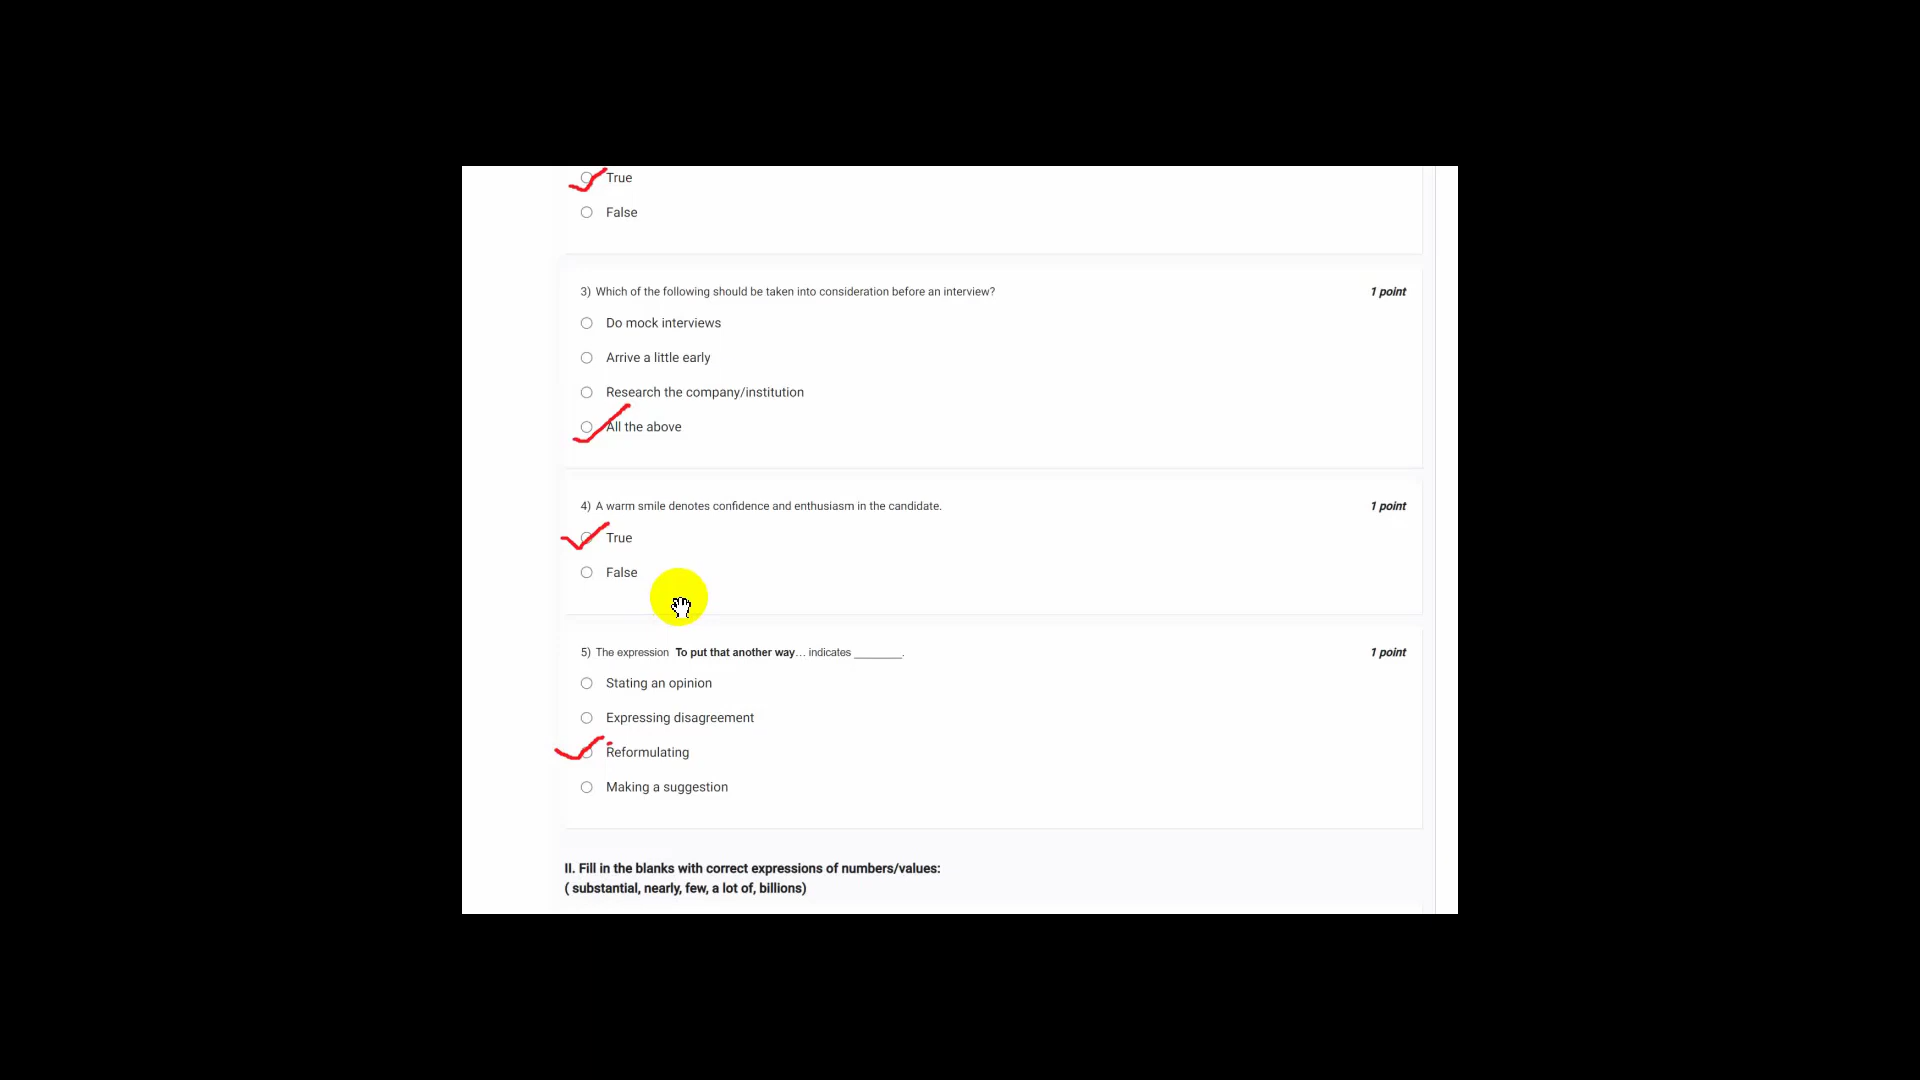 True
False
3) Which of the following should be taken into consideration before an interview? 1 point
Do mock interviews
Arrive a little early
Research the company/institution
All the above
4) A warm smile denotes confidence and enthusiasm in the candidate. 1 point
True
False
5) The expression To put that another way... indicates ________. 1 point
Stating an opinion
Expressing disagreement
Reformulating
Making a suggestion
II. Fill in the blanks with correct expressions of numbers/values:
( substantial, nearly, few, a lot of, billions)